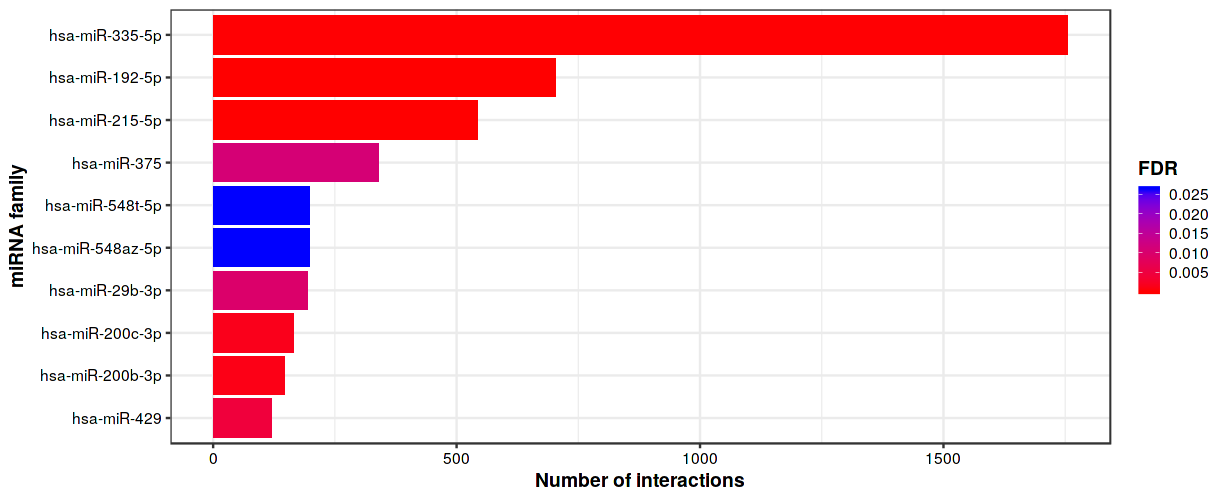 hsa-miR-335-5p
hsa-miR-192-5p
hsa-miR-215-5p
hsa-miR-375
hsa-miR-548t-5p
hsa-miR-548az-5p
hsa-miR-29b-3p
hsa-miR-200c-3p
hsa-miR-200b-3p
hsa-miR-429
miRNA family
0 500 1000 1500
Number of interactions
FDR
0.025
0.020
0.015
0.010
0.005